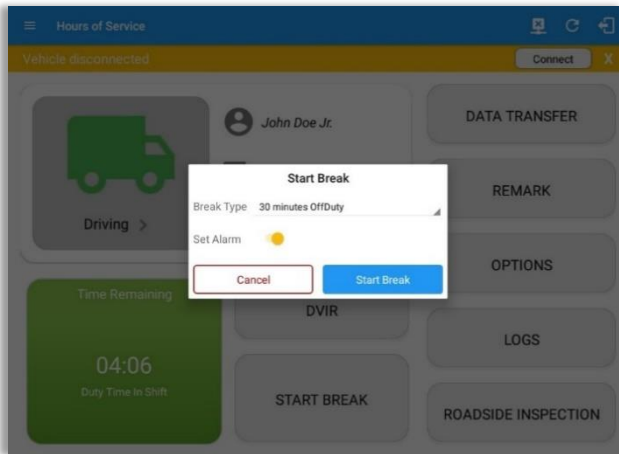 Hours of Service
Vehicle disconnected
Connect
X
John Doe Jr.
DATA TRANSFER
Start Break
Break Type 30 minutes OffDuty
REMARK
Driving >
Set Alarm
Cancel
Start Break
OPTIONS
Time Remaining
DVIR
LOGS
04:06
Duty Time In Shift
START BREAK
ROADSIDE INSPECTION